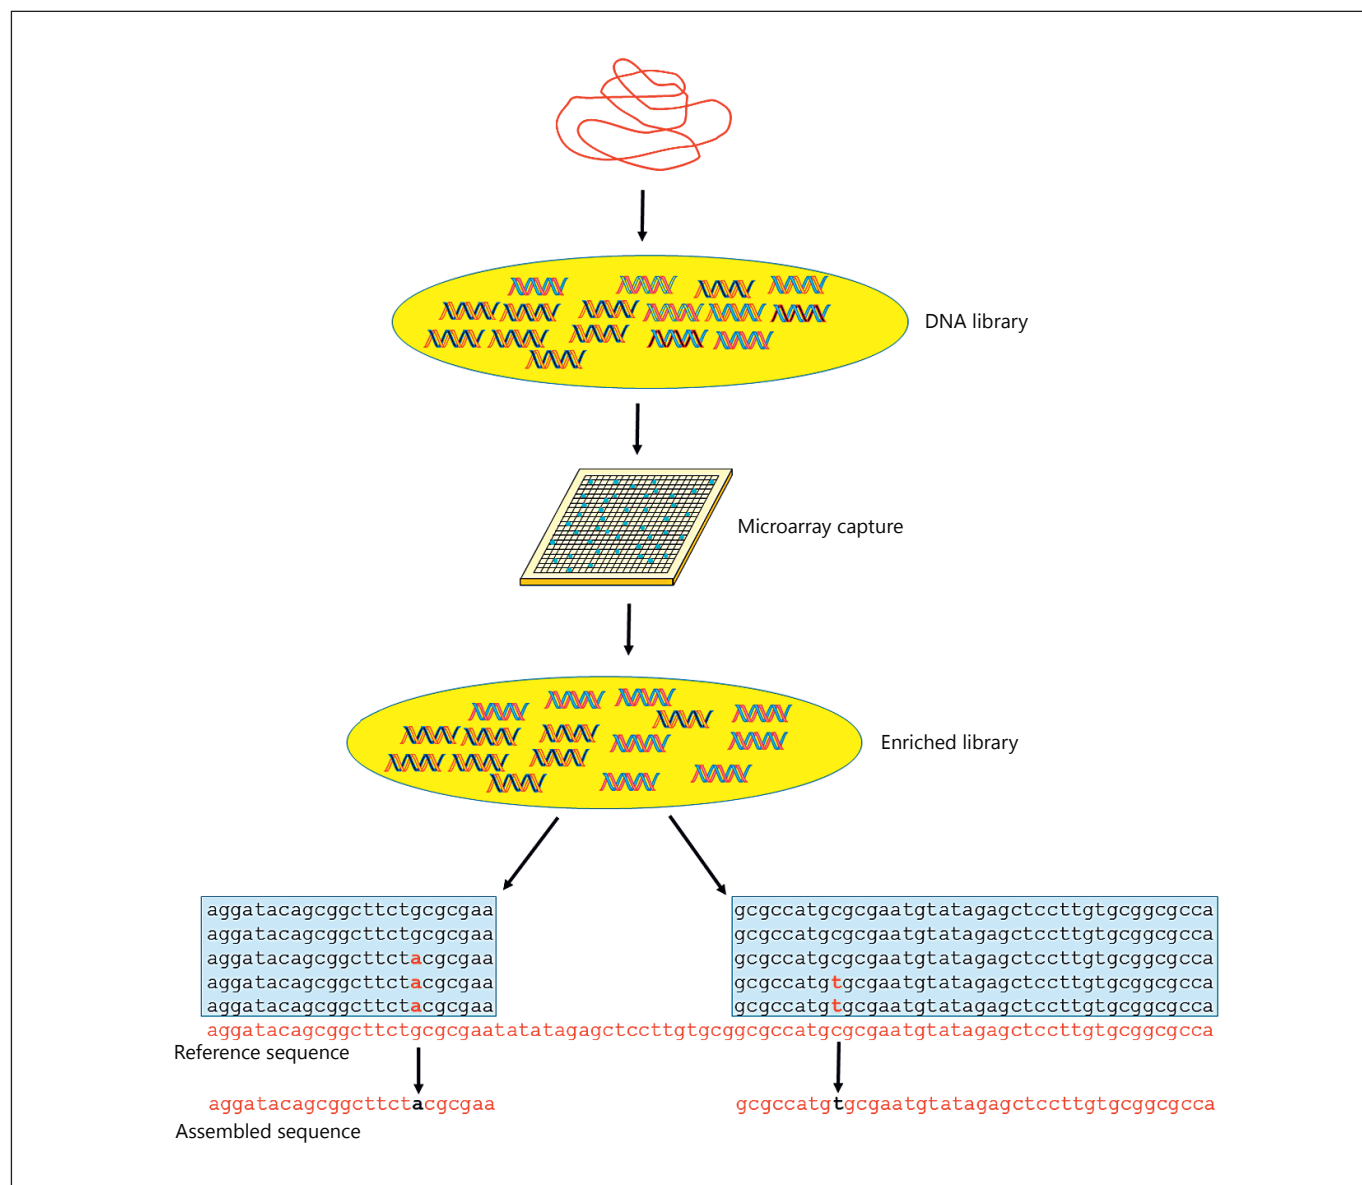 DNA library
Microarray capture
Enriched library
aggatacagcggcttctgcgcgaa
gcgccatgcgcgaatgtatagagctccttgtgcggcgcca
aggatacagcggcttctgcgcgaa
gcgccatgcgcgaatgtatagagctccttgtgcggcgcca
aggatacagcggcttctacgcgaa
gcgccatgcgcgaatgtatagagctccttgtgcggcgcca
aggatacagcggcttctacgcgaa
gcgccatgtgcgaatgtatagagctccttgtgcggcgcca
aggatacagcggcttctacgcgaa
gcgccatgtgcgaatgtatagagctccttgtgcggcgcca
aggatacagcggcttctgcgcgaatatatagagctccttgtgcggcgccatgcgcgaatgtatagagctccttgtgcggcgcca
Reference sequence
aggatacagcggcttctacgcgaa
gcgccatgtgcgaatgtatagagctccttgtgcggcgcca
Assembled sequence